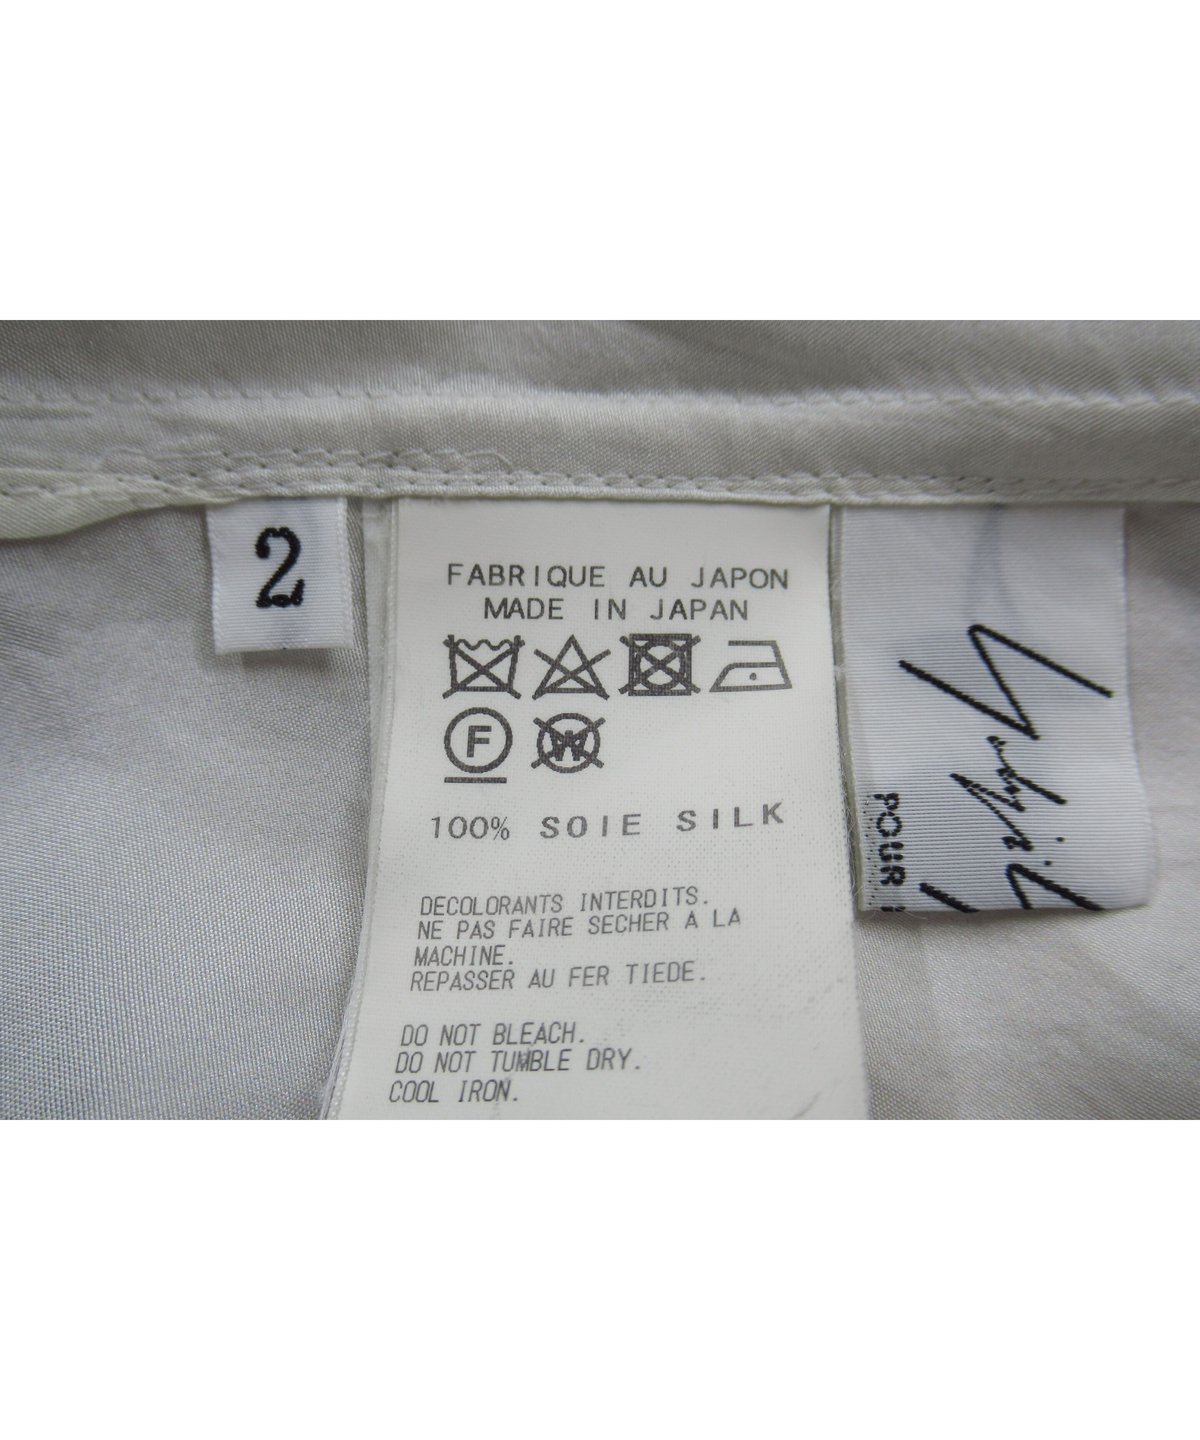 2
FABRIQUE AU JAPON
MADE IN JAPAN
F
W
100% SOIE SILK
DECOLORANTS INTERDITS.
NE PAS FAIRE SECHER A LA
MACHINE.
REPASSER AU FER TIEDE.
DO NOT BLEACH.
DO NOT TUMBLE DRY.
COOL IRON.
POUR